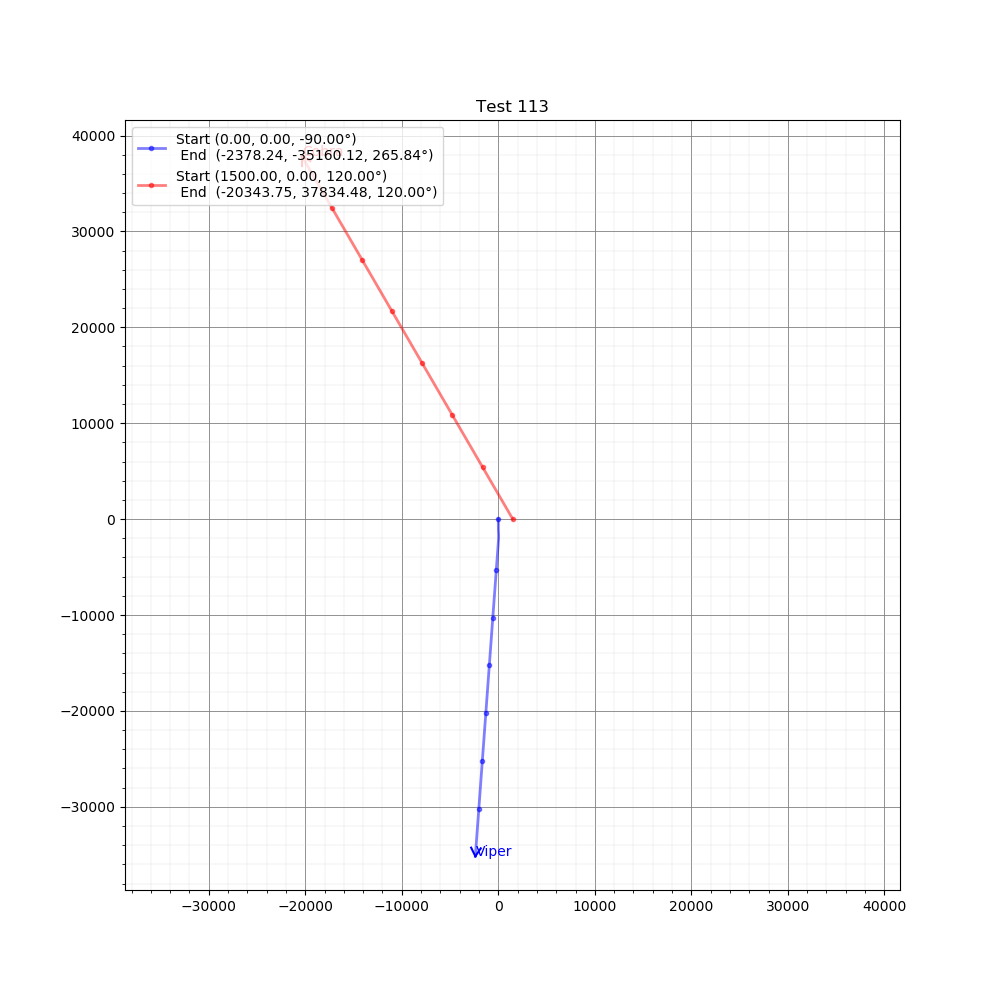 Test 113
Start (0.00, 0.00, -90.00°)
End (-2378.24, -35160.12, 265.84°)
Start (1500.00, 0.00, 120.00°)
End (-20343.75, 37834.48, 120.00°)
40000
30000
20000
10000
0
−10000
−20000
−30000
Viper
−30000 −20000 −10000 0 10000 20000 30000 40000